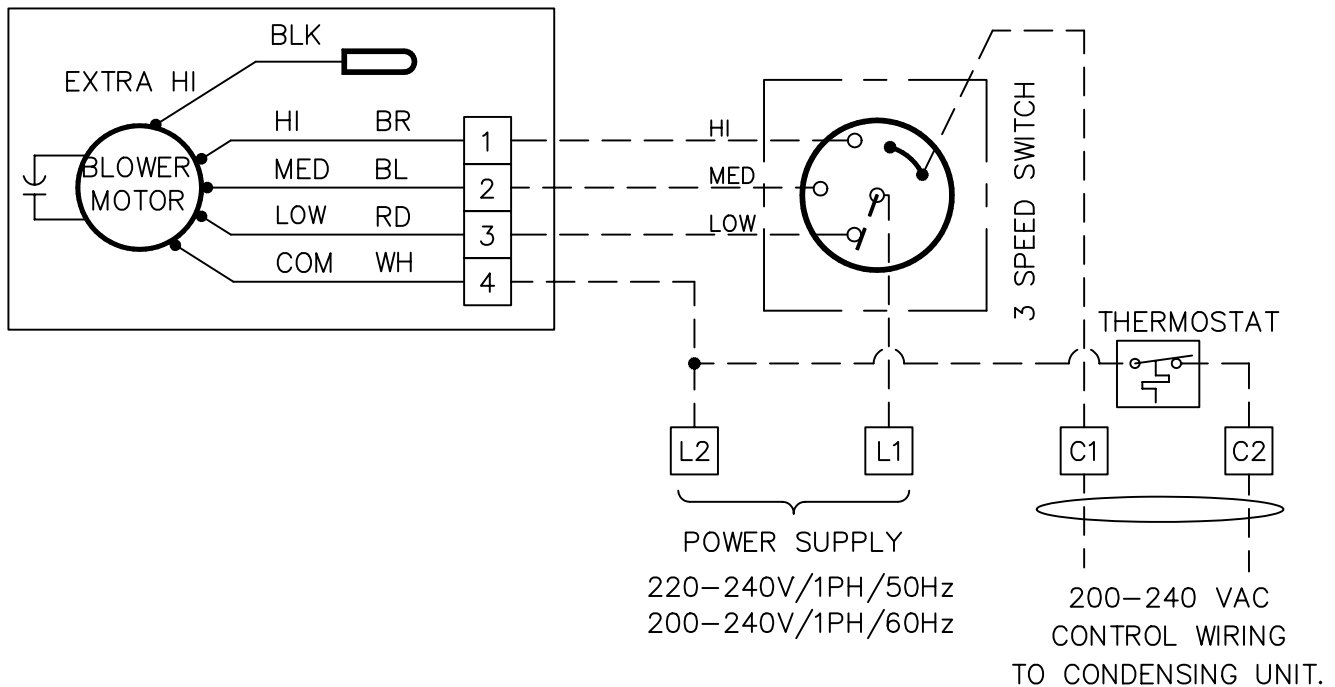 BLK
EXTRA HI
HI BR
BLOWER
MOTOR
MED BL
LOW RD
COM WH
1
2
3
4
HI
MED
LOW
3 SPEED SWITCH
THERMOSTAT
L2
L1
C1
C2
POWER SUPPLY
220-240V/1PH/50Hz
200-240V/1PH/60Hz
200-240 VAC
CONTROL WIRING
TO CONDENSING UNIT.